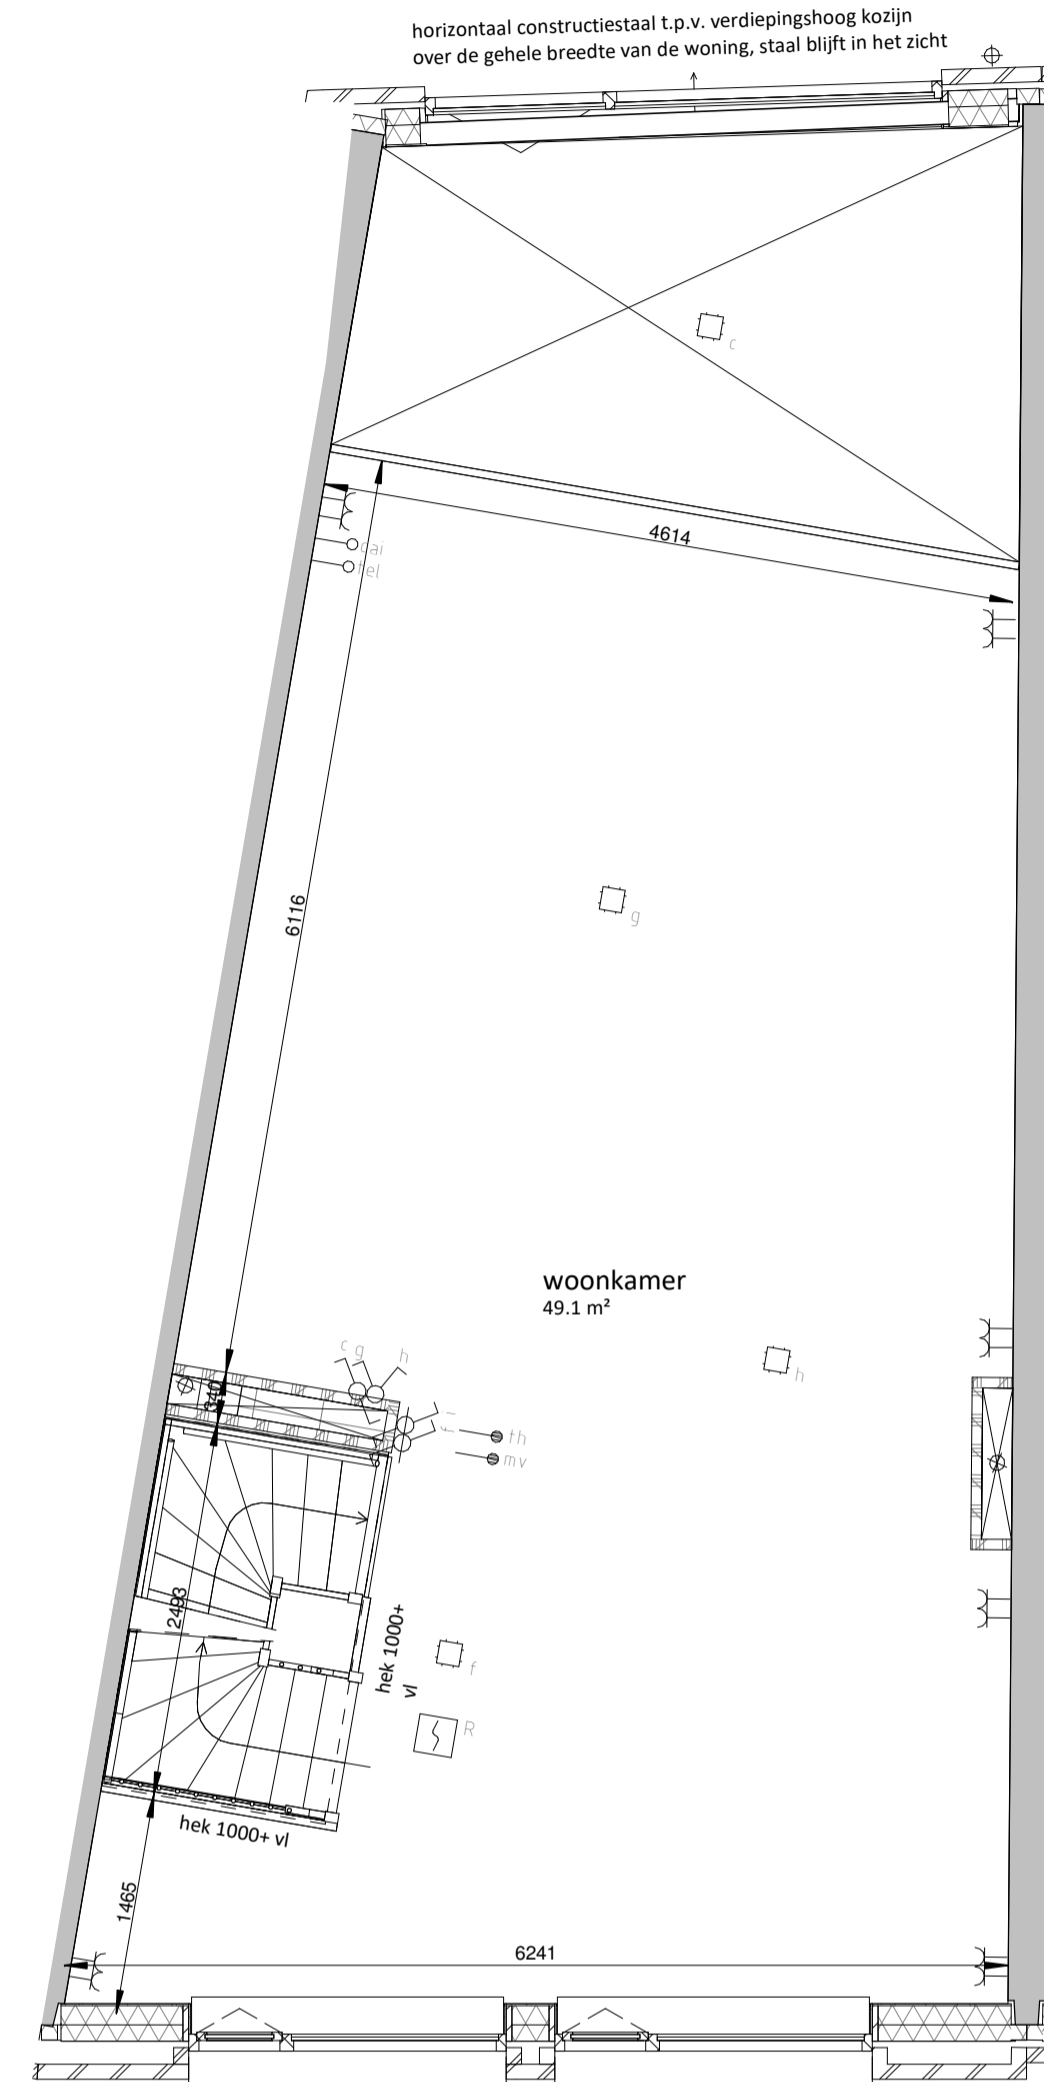 horizontaal constructiestaal t.p.v. verdiepingshoog kozijn
over de gehele breedte van de woning, staal blijft in het zicht
c
4614
cai
tel
6116
g
woonkamer
49.1 m²
c g h
h
340
f
th
mv
2493
hek 1000+
vl
f
R
hek 1000+ vl
1465
6241